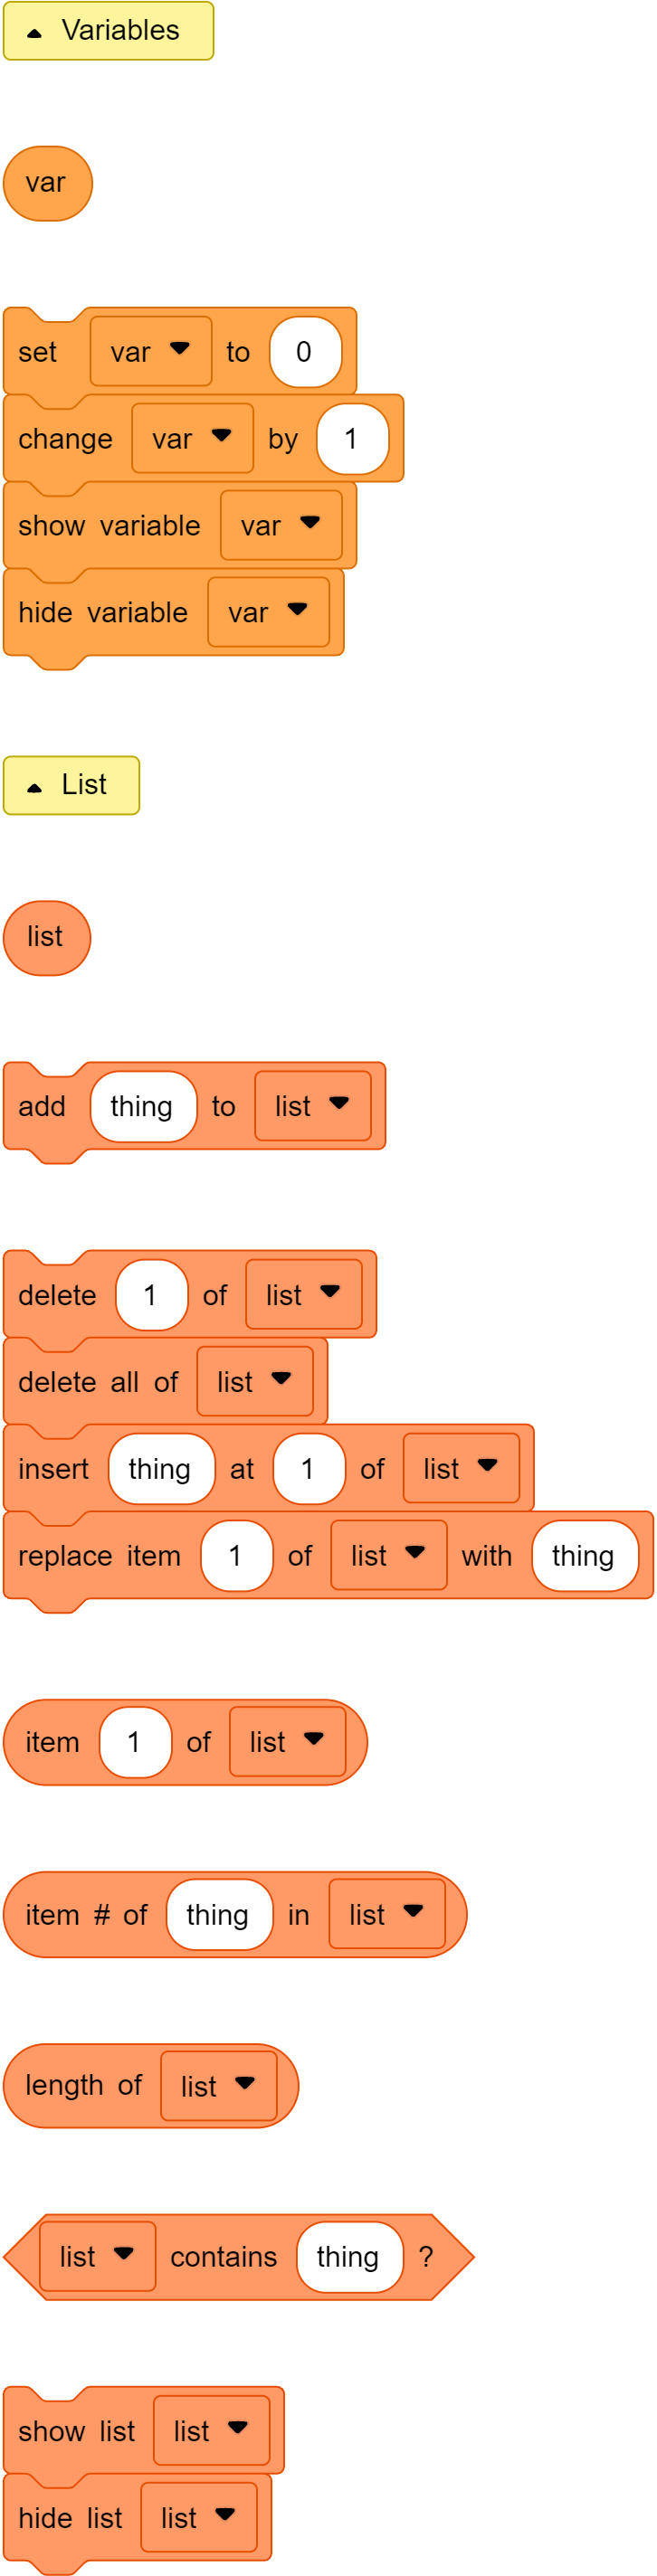 Variables
var
set var to 0
change var by 1
show variable var
hide variable var
List
list
add thing to list
delete 1 of list
delete all of list
insert thing at 1 of list
replace item 1 of list with thing
item 1 of list
item # of thing in list
length of list
list contains thing ?
show list list
hide list list